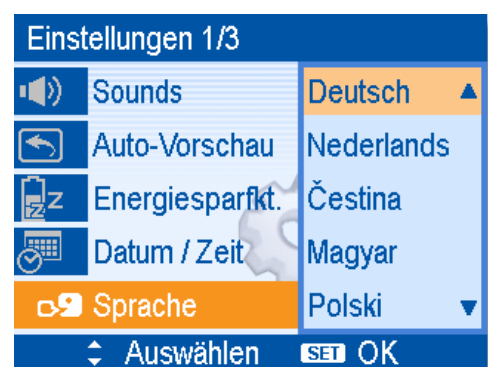 Einstellungen 1/3
Sounds
Auto-Vorschau
Energiesparfkt.
Datum / Zeit
Sprache
Deutsch
Nederlands
Čestina
Magyar
Polski
Auswählen SET OK